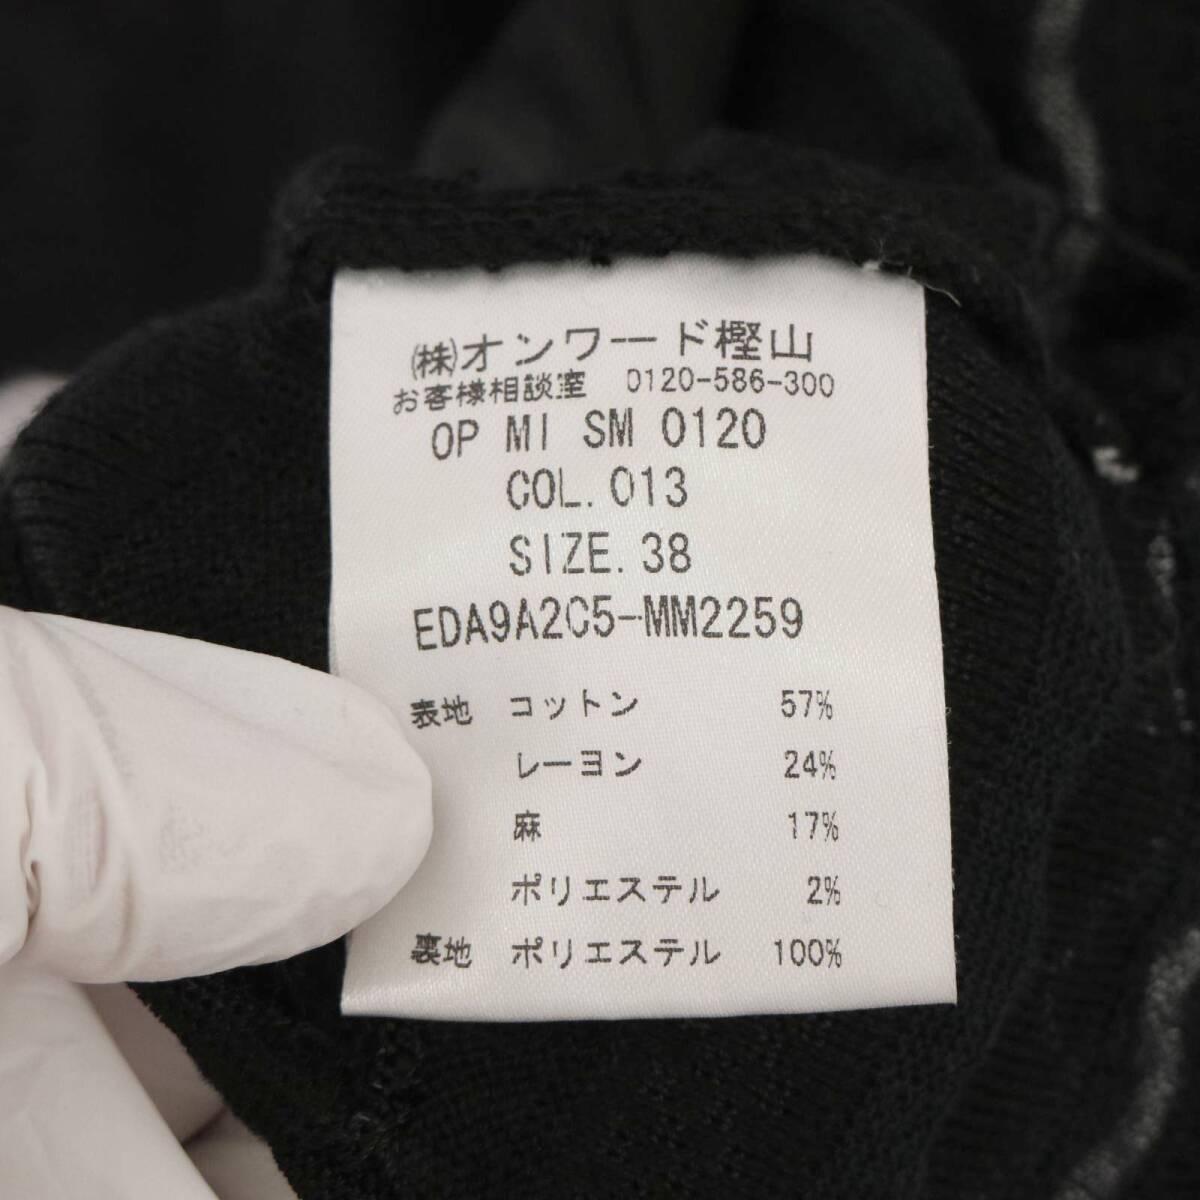 ㈱オンワード樫山
お客様相談室 0120-586-300
OP MI SM 0120
COL.013
SIZE.38
EDA9A2C5-MM2259
表地 コットン 57%
レーヨン 24%
麻 17%
ポリエステル 2%
裏地 ポリエステル 100%